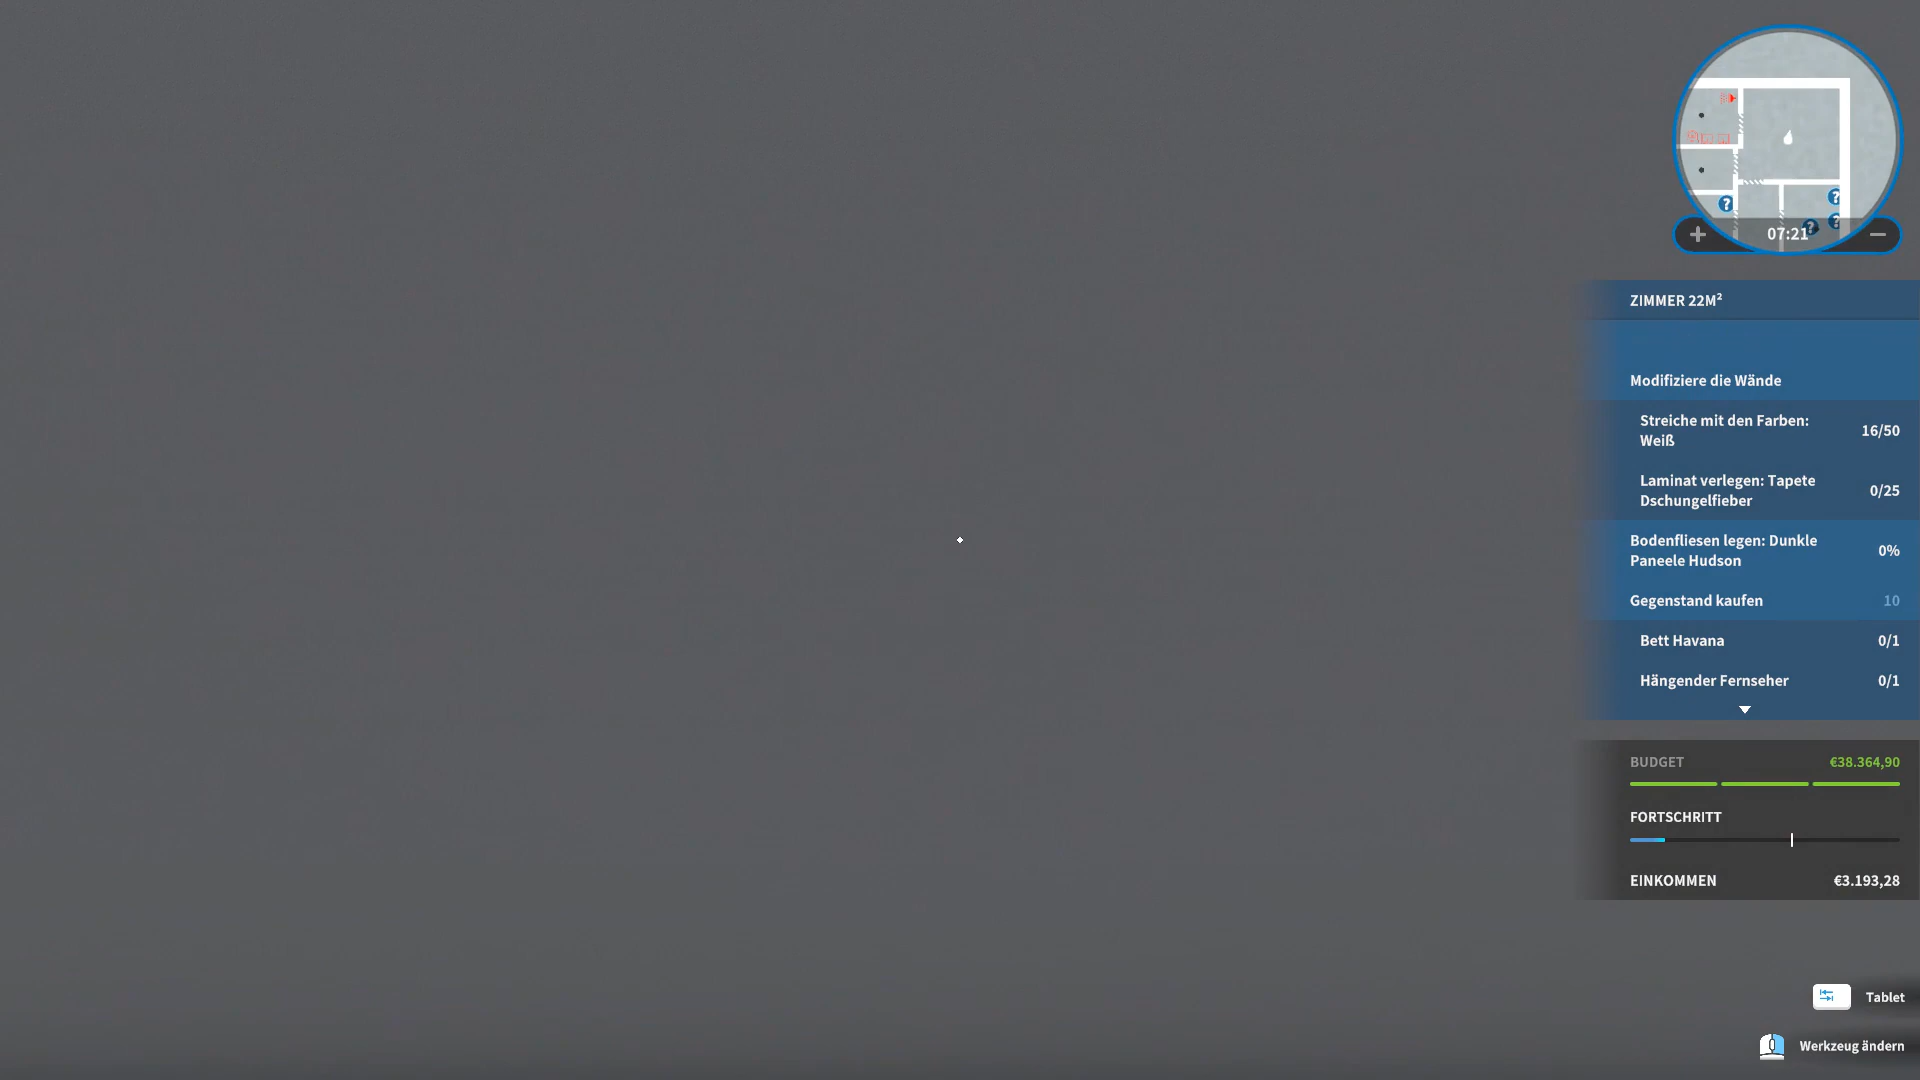 07:21
ZIMMER 22M²
Modifiziere die Wände
Streiche mit den Farben:
Weiß
16/50
Laminat verlegen: Tapete
Dschungelfieber
0/25
Bodenfliesen legen: Dunkle
Paneele Hudson
0%
Gegenstand kaufen 10
Bett Havana 0/1
Hängender Fernseher 0/1
BUDGET €38.364,90
FORTSCHRITT
EINKOMMEN €3.193,28
Tablet
Werkzeug ändern